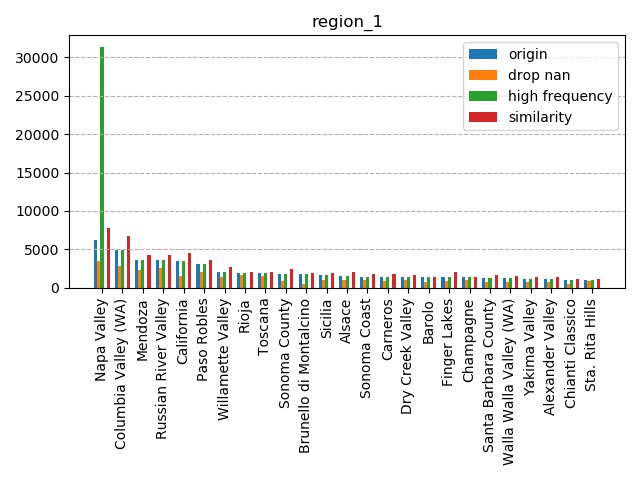 region_1
origin
drop nan
high frequency
similarity
30000
25000
20000
15000
10000
5000
0
Napa Valley
Columbia Valley (WA)
Mendoza
Russian River Valley
California
Paso Robles
Willamette Valley
Rioja
Toscana
Sonoma County
Brunello di Montalcino
Sicilia
Alsace
Sonoma Coast
Carneros
Dry Creek Valley
Barolo
Finger Lakes
Champagne
Santa Barbara County
Walla Walla Valley (WA)
Yakima Valley
Alexander Valley
Chianti Classico
Sta. Rita Hills